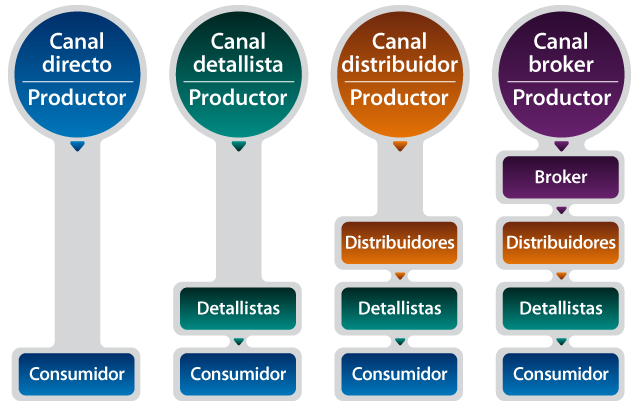 Canal
directo
Productor
Consumidor
Canal
detallista
Productor
Detallistas
Consumidor
Canal
distribuidor
Productor
Distribuidores
Detallistas
Consumidor
Canal
broker
Productor
Broker
Distribuidores
Detallistas
Consumidor